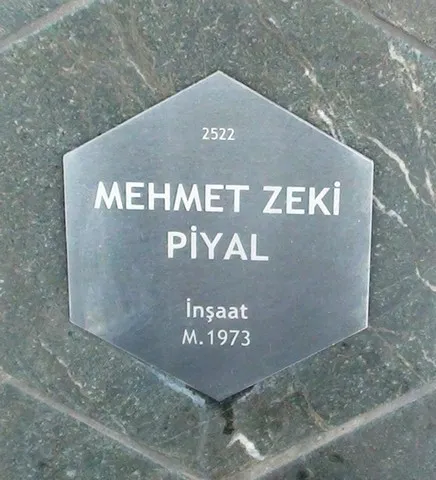 2522
MEHMET ZEKİ
PİYAL
İnşaat
M.1973